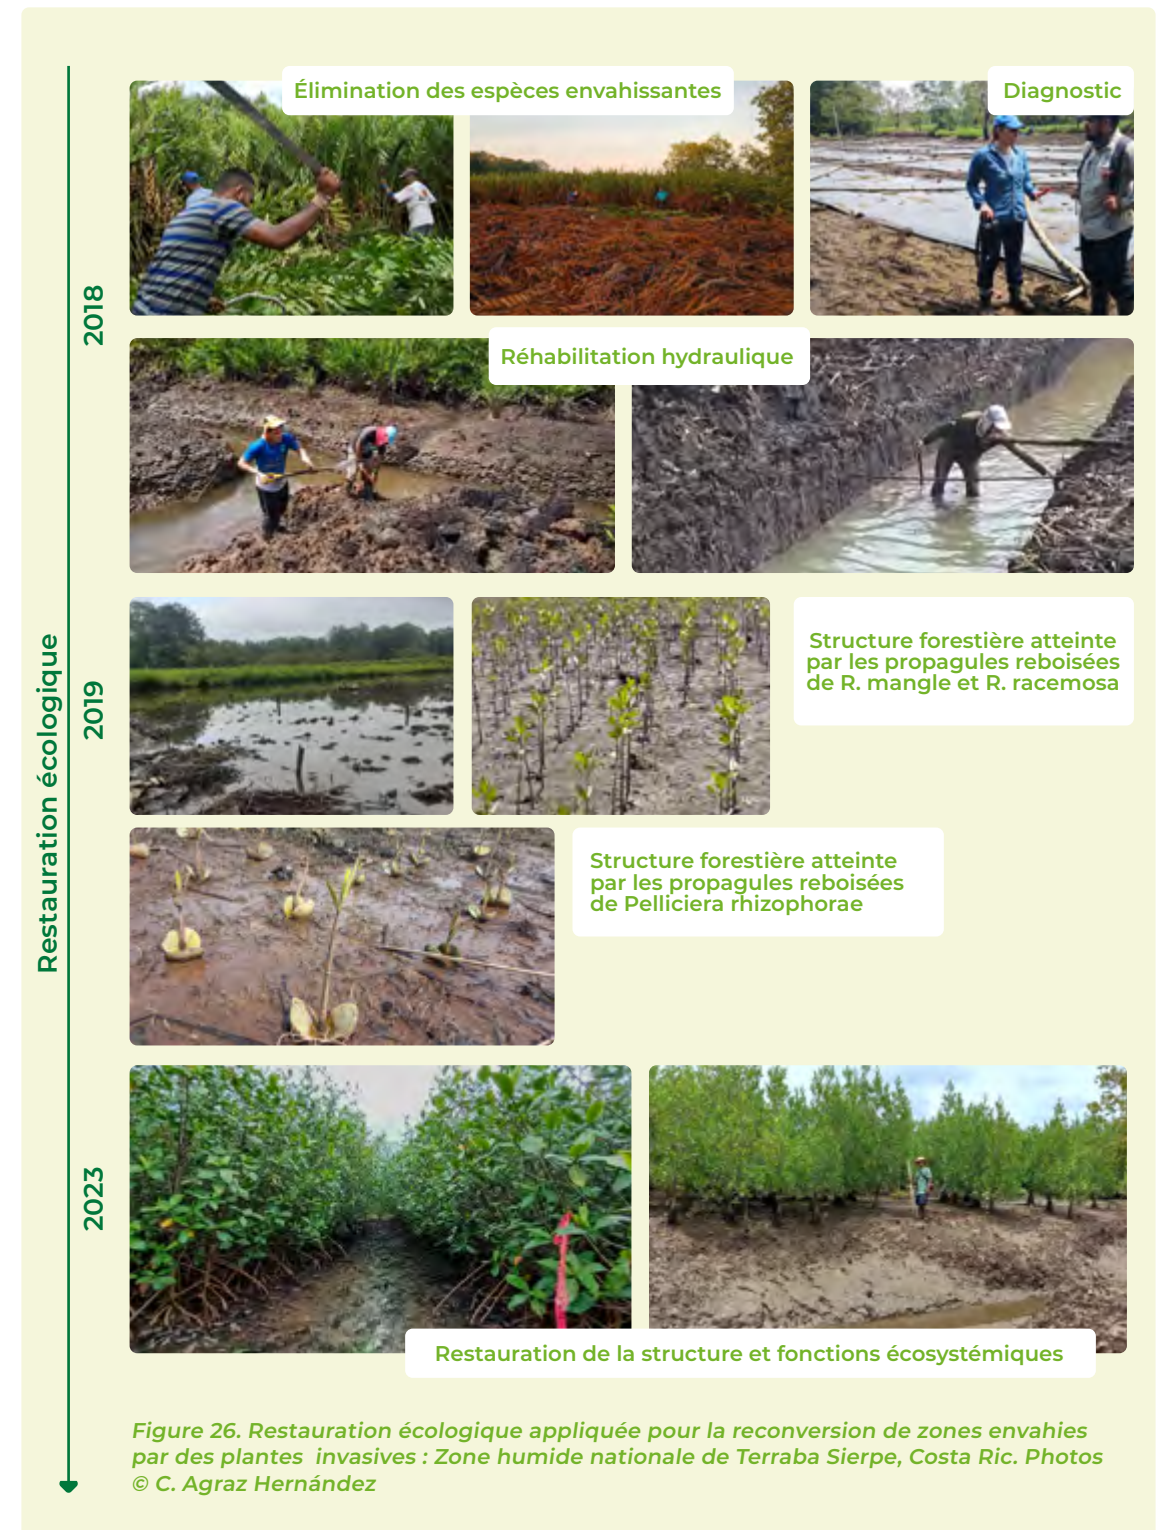 Élimination des espèces envahissantes
Diagnostic
2018
Réhabilitation hydraulique
Restauration écologique
2019
Structure forestière atteinte
par les propagules reboisées
de R. mangle et R. racemosa
Structure forestière atteinte
par les propagules reboisées
de Pelliciera rhizophorae
2023
Restauration de la structure et fonctions écosystémiques
Figure 26. Restauration écologique appliquée pour la reconversion de zones envahies
par des plantes invasives : Zone humide nationale de Terraba Sierpe, Costa Ric. Photos
© C. Agraz Hernández